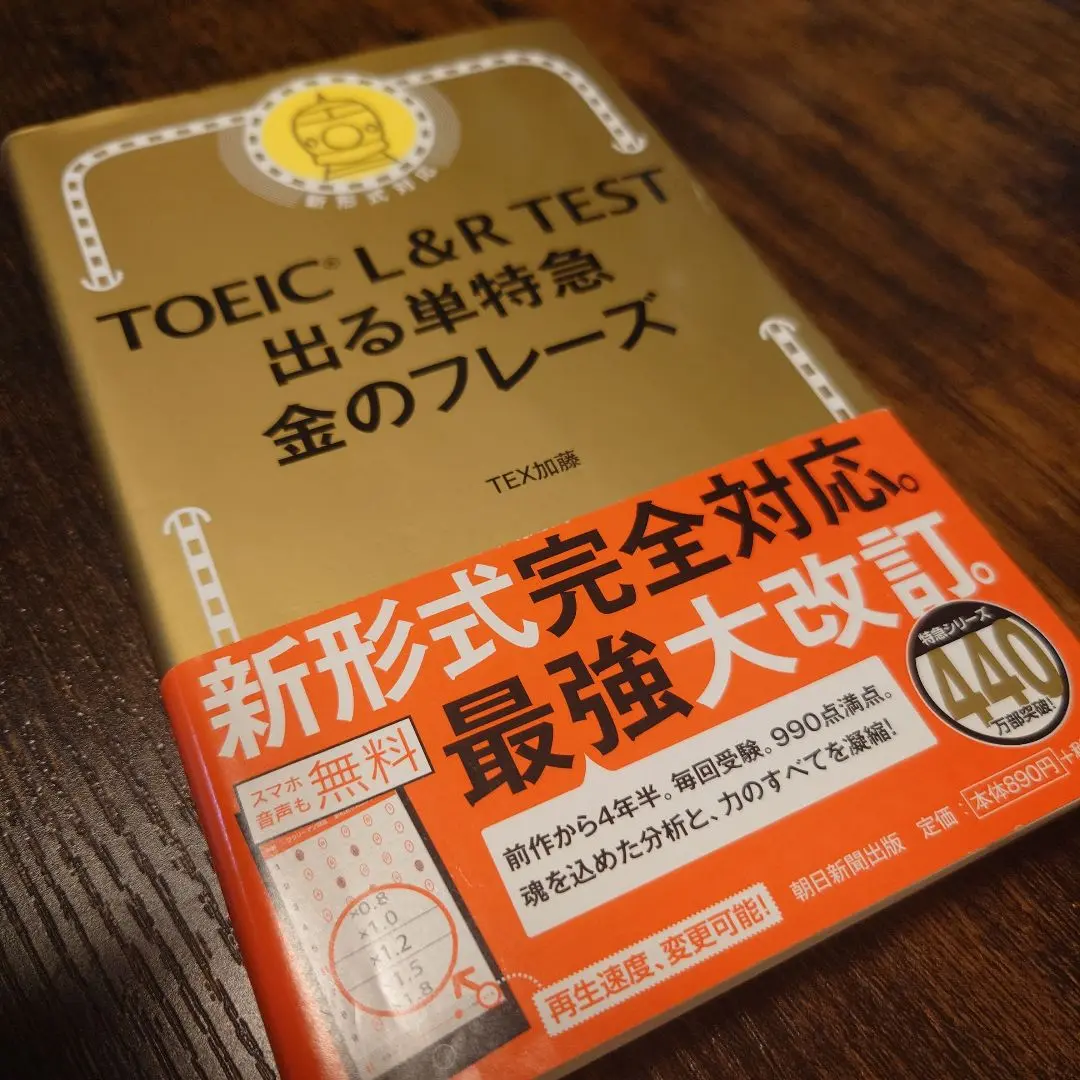 新形式対応
TOEIC® L&R TEST
出る単特急
金のフレーズ
TEX加藤
新形式完全対応。
最強大改訂。
特急シリーズ
440
万部突破!
スマホ
音声も
無料
前作から4年半。毎回受験。990点満点。
魂を込めた分析と、力のすべてを凝縮!
×0.8
×1.0
×1.2
1.5
1.8
再生速度、変更可能!
朝日新聞出版
定価:本体890円+税